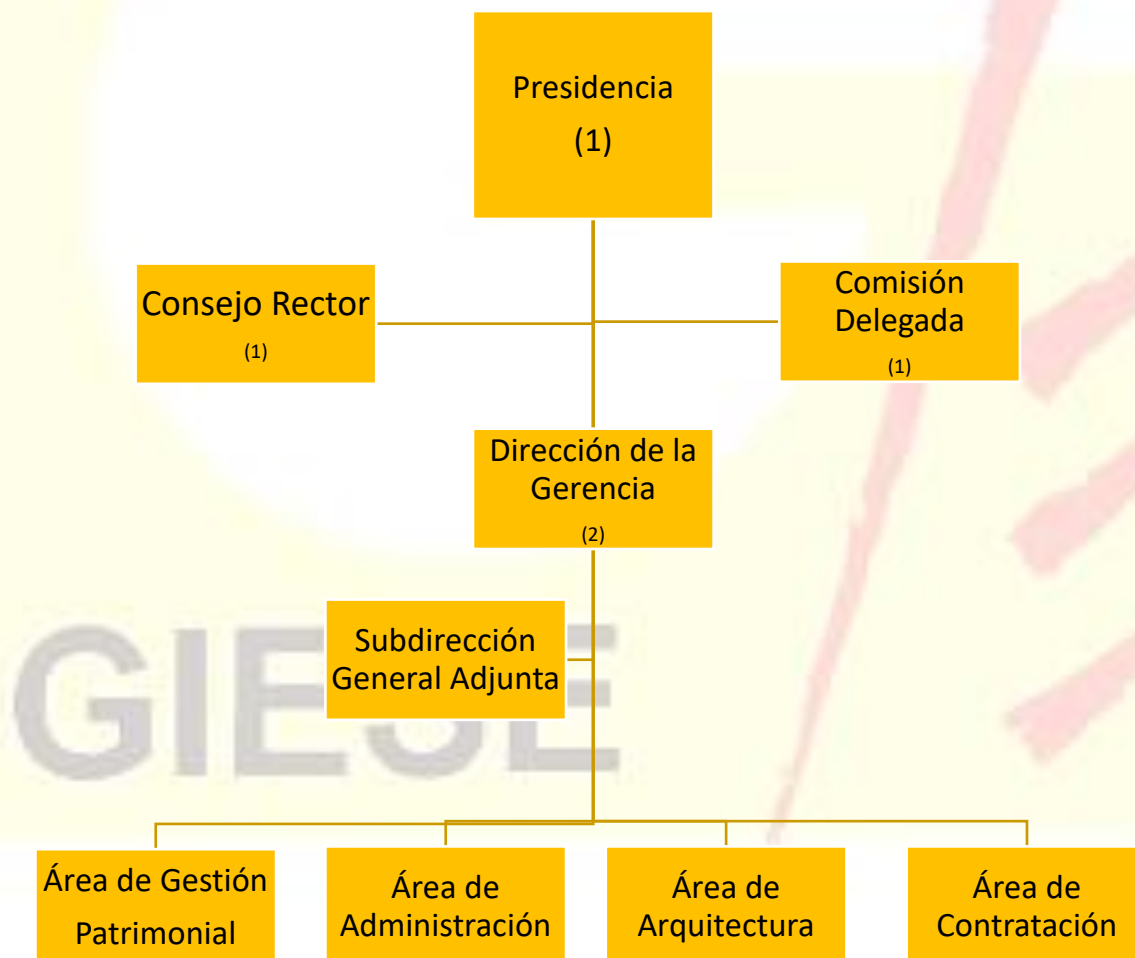 Presidencia
(1)
Consejo Rector
(1)
Comisión
Delegada
(1)
Dirección de la
Gerencia
(2)
Subdirección
General Adjunta
GIESE
Área de Gestión
Patrimonial
Área de
Administración
Área de
Arquitectura
Área de
Contratación